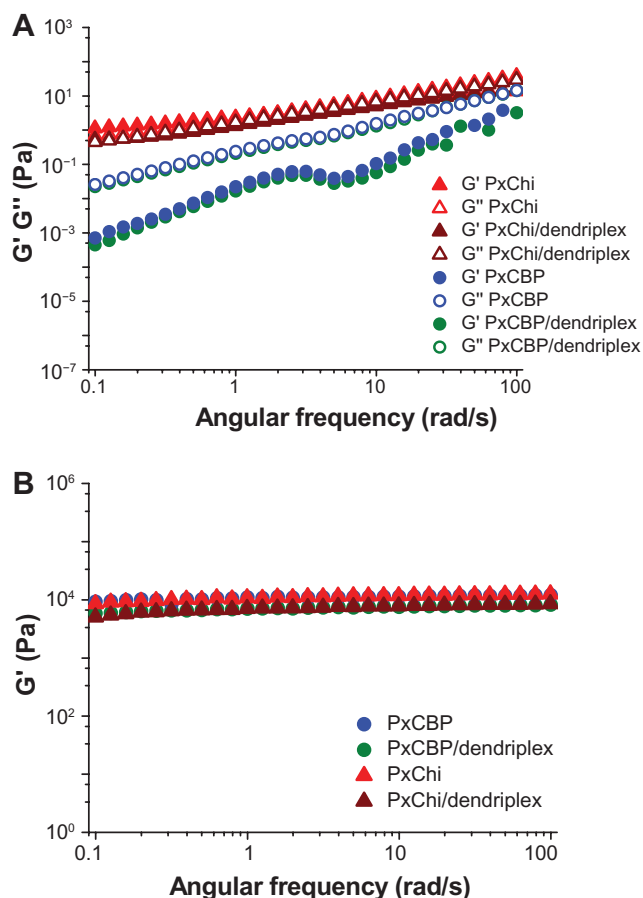 A
G' G'' (Pa)
10³
10¹
10⁻¹
10⁻³
10⁻⁵
10⁻⁷
G' PxChi
G'' PxChi
G' PxChi/dendriplex
G'' PxChi/dendriplex
G' PxCBP
G'' PxCBP
G' PxCBP/dendriplex
G'' PxCBP/dendriplex
0.1 1 10 100
Angular frequency (rad/s)
B
G' (Pa)
10⁶
10⁴
10²
10⁰
PxCBP
PxCBP/dendriplex
PxChi
PxChi/dendriplex
0.1 1 10 100
Angular frequency (rad/s)